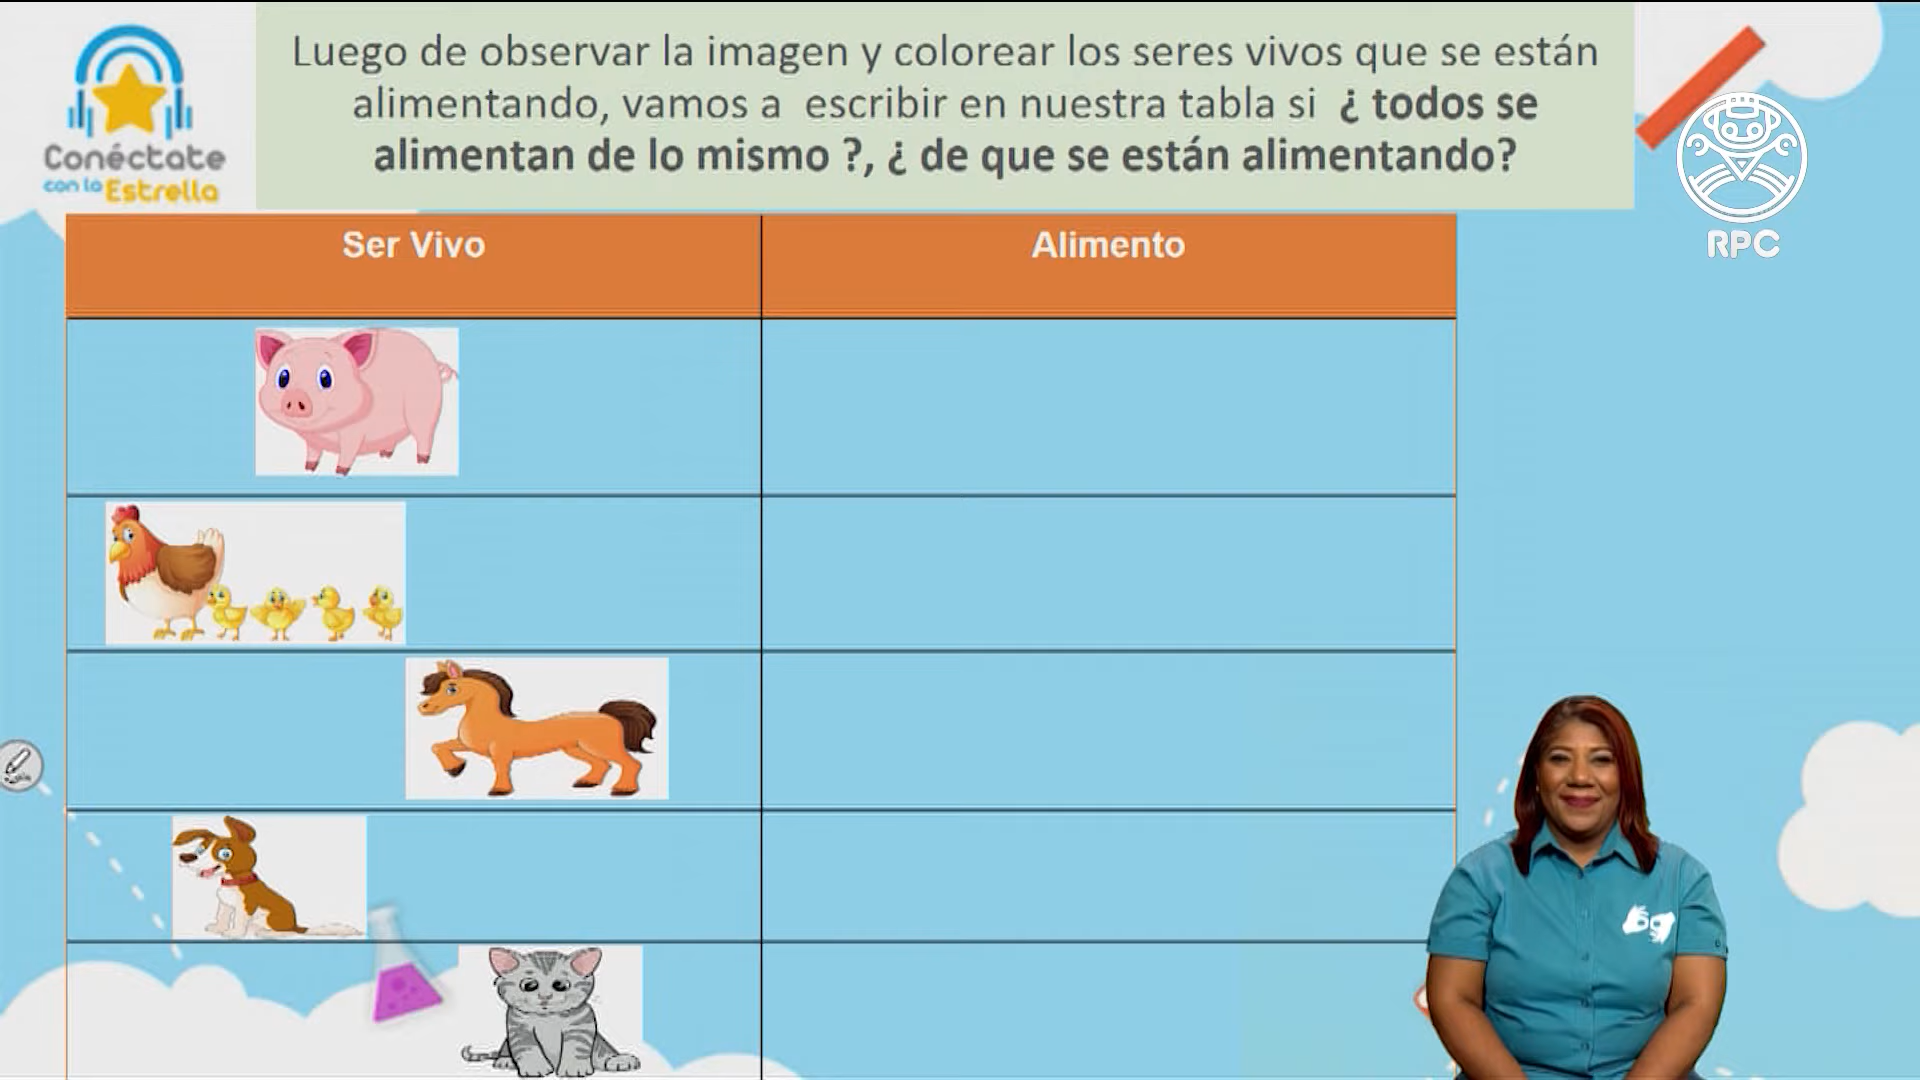 Conéctate
con la Estrella
Luego de observar la imagen y colorear los seres vivos que se están
alimentando, vamos a escribir en nuestra tabla si ¿ todos se
alimentan de lo mismo ?, ¿ de que se están alimentando?
RPC
Ser Vivo
Alimento